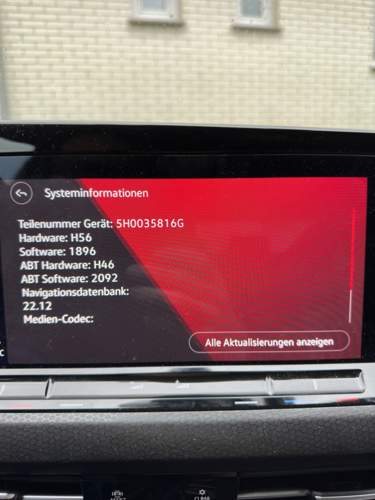 Systeminformationen
Teilenummer Gerät: 5H0035816G
Hardware: H56
Software: 1896
ABT Hardware: H46
ABT Software: 2092
Navigationsdatenbank:
22.12
Medien-Codec:
Alle Aktualisierungen anzeigen
C
CLEAR